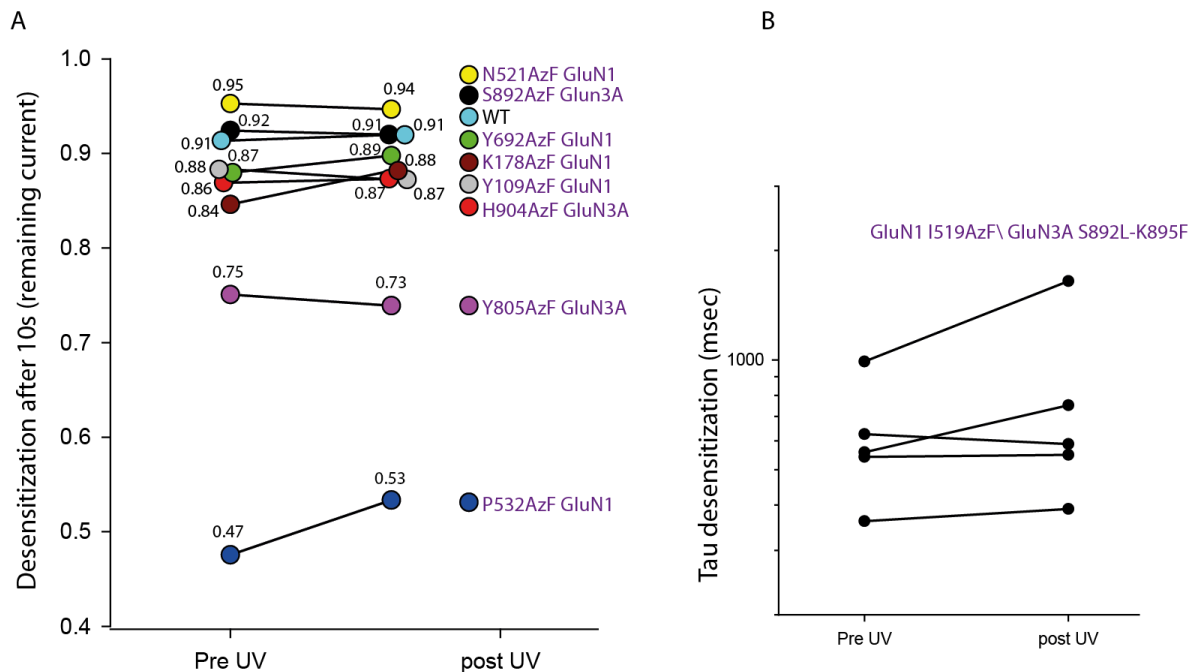 A
B
Desensitization after 10s (remaining current)
1.0
0.9
0.8
0.7
0.6
0.5
0.4
0.95
0.94
0.92
0.91
0.91
0.91
0.88
0.87
0.89
0.88
0.86
0.87
0.87
0.84
0.75
0.73
0.47
0.53
N521AzF GluN1
S892AzF Glun3A
WT
Y692AzF GluN1
K178AzF GluN1
Y109AzF GluN1
H904AzF GluN3A
Y805AzF GluN3A
P532AzF GluN1
Pre UV
post UV
GluN1 I519AzF\ GluN3A S892L-K895F
Tau desensitization (msec)
1000
Pre UV
post UV